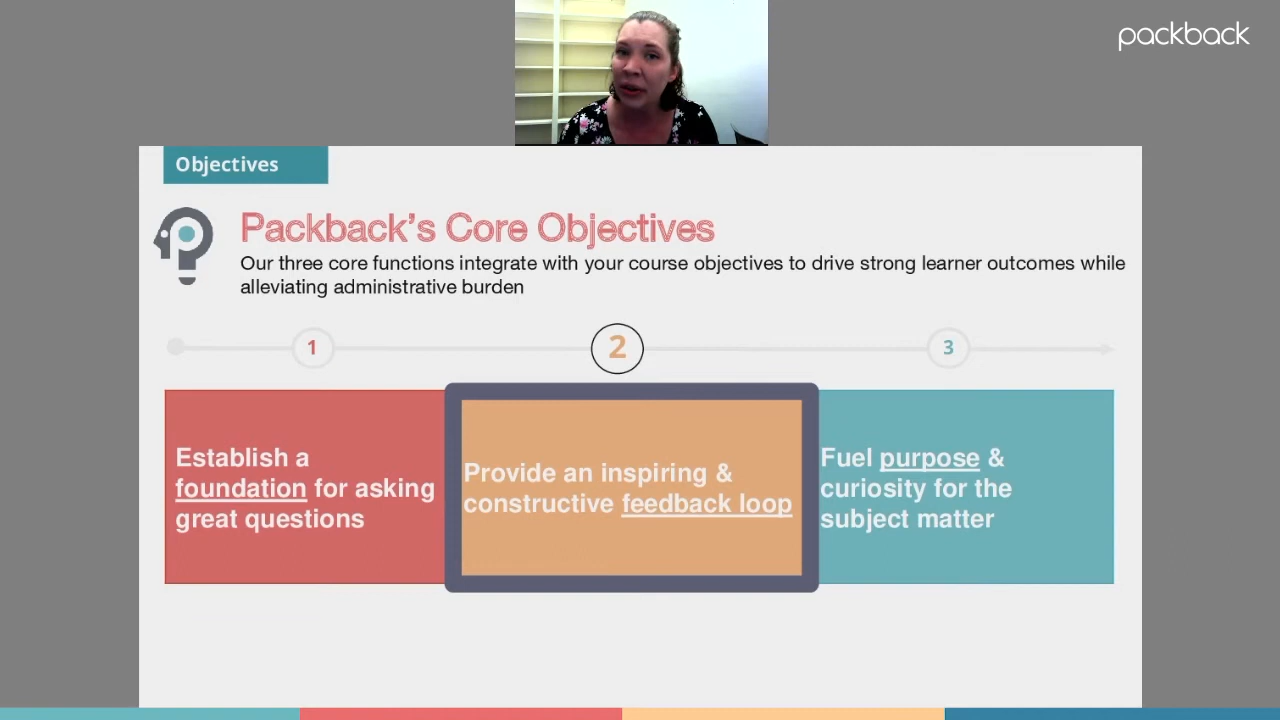 packback
Objectives
Packback's Core Objectives
Our three core functions integrate with your course objectives to drive strong learner outcomes while
alleviating administrative burden
1
2
3
Establish a
foundation for asking
great questions
Provide an inspiring &
constructive feedback loop
Fuel purpose &
curiosity for the
subject matter